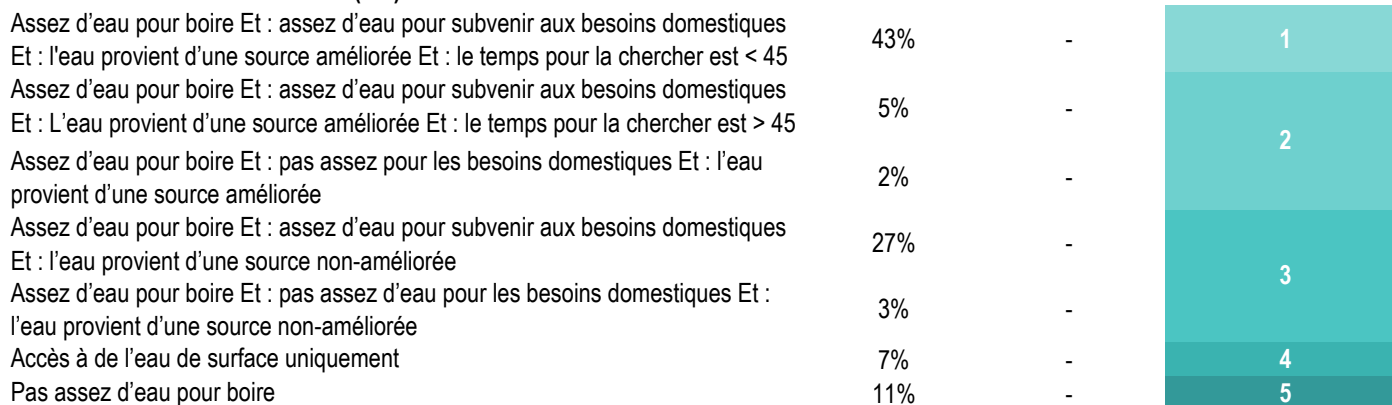 Assez d’eau pour boire Et : assez d’eau pour subvenir aux besoins domestiques
Et : l'eau provient d’une source améliorée Et : le temps pour la chercher est < 45
43% - 1
Assez d’eau pour boire Et : assez d’eau pour subvenir aux besoins domestiques
Et : L’eau provient d’une source améliorée Et : le temps pour la chercher est > 45
5% - 2
Assez d’eau pour boire Et : pas assez pour les besoins domestiques Et : l’eau
provient d’une source améliorée
2% -
Assez d’eau pour boire Et : assez d’eau pour subvenir aux besoins domestiques
Et : l’eau provient d’une source non-améliorée
27% - 3
Assez d’eau pour boire Et : pas assez d’eau pour les besoins domestiques Et :
l’eau provient d’une source non-améliorée
3% -
Accès à de l’eau de surface uniquement 7% - 4
Pas assez d’eau pour boire 11% - 5